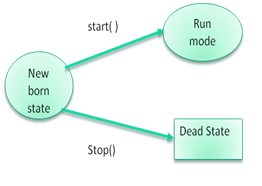 start( )
Run
mode
New
born
state
Dead State
Stop()